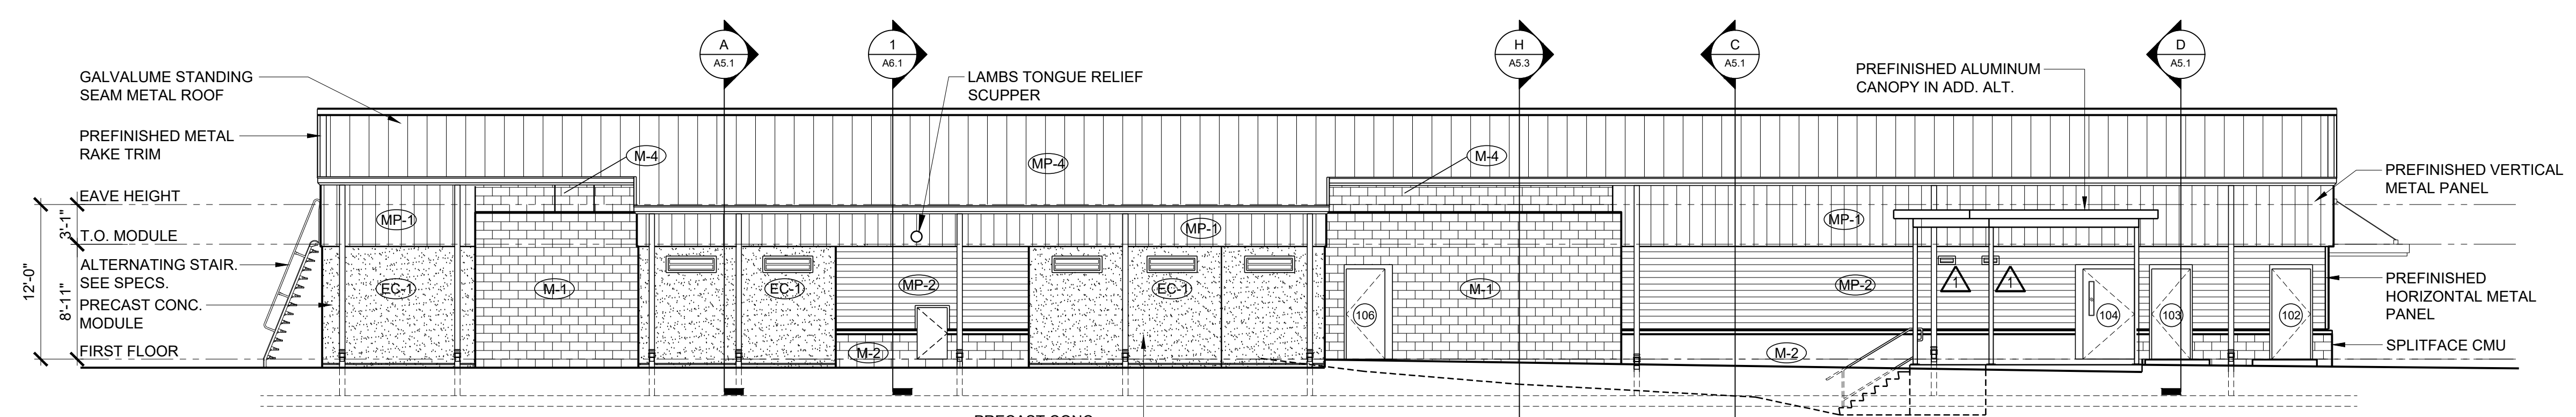 A
A5.1
1
A6.1
H
A5.3
C
A5.1
D
A5.1
GALVALUME STANDING
SEAM METAL ROOF
LAMBS TONGUE RELIEF
SCUPPER
PREFINISHED ALUMINUM
CANOPY IN ADD. ALT.
PREFINISHED METAL
RAKE TRIM
M-4
MP-4
M-4
PREFINISHED VERTICAL
METAL PANEL
EAVE HEIGHT
MP-1
MP-1
MP-1
3'-1"
T.O. MODULE
12'-0"
8'-11"
ALTERNATING STAIR.
SEE SPECS.
PRECAST CONC.
MODULE
EC-1
M-1
EC-1
MP-2
EC-1
M-1
MP-2
1
1
PREFINISHED
HORIZONTAL METAL
PANEL
106
104
103
102
FIRST FLOOR
M-2
M-2
SPLITFACE CMU
PRECAST CONC